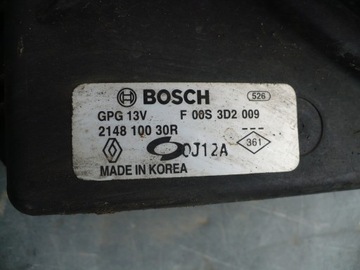 BOSCH 526
GPG 13V F 00S 3D2 009
2148 100 30R
0J12A 361
MADE IN KOREA